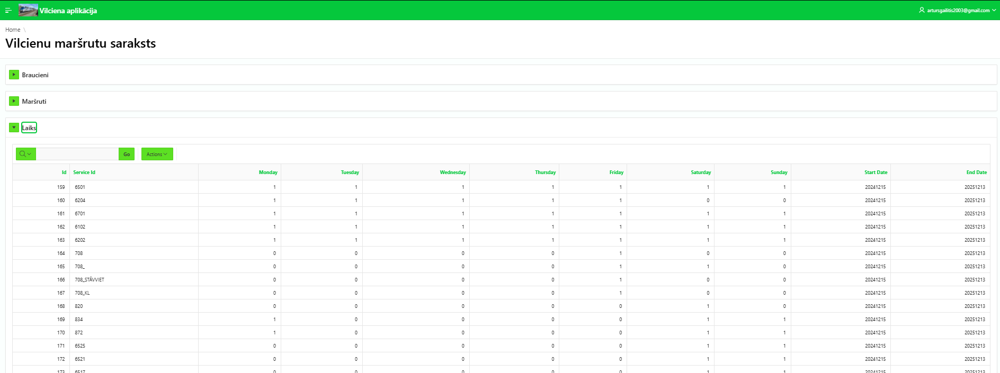 Vilciena aplikācija
artursgailitis2003@gmail.com
Home \
Vilcienu maršrutu saraksts
Braucieni
Maršruti
Laiks
Go Actions
Id Service Id Monday Tuesday Wednesday Thursday Friday Saturday Sunday Start Date End Date
159 6501 1 1 1 1 1 1 1 20241215 20251213
160 6204 1 1 1 1 1 0 0 20241215 20251213
161 6701 1 1 1 1 1 1 1 20241215 20251213
162 6102 1 1 1 1 1 1 1 20241215 20251213
163 6202 1 1 1 1 1 1 1 20241215 20251213
164 708 0 0 0 0 1 0 0 20241215 20251213
165 708_ 0 0 0 0 1 1 0 20241215 20251213
166 708_STĀVVIET 0 0 0 0 1 0 0 20241215 20251213
167 708_KL 0 0 0 0 1 0 0 20241215 20251213
168 820 0 0 0 0 0 1 0 20241215 20251213
169 834 1 0 0 0 0 1 1 20241215 20251213
170 872 1 0 0 0 0 1 1 20241215 20251213
171 6525 0 0 0 0 0 1 1 20241215 20251213
172 6521 0 0 0 0 0 1 1 20241215 20251213
173 6517 0 0 0 0 0 1 1 20241215 20251213